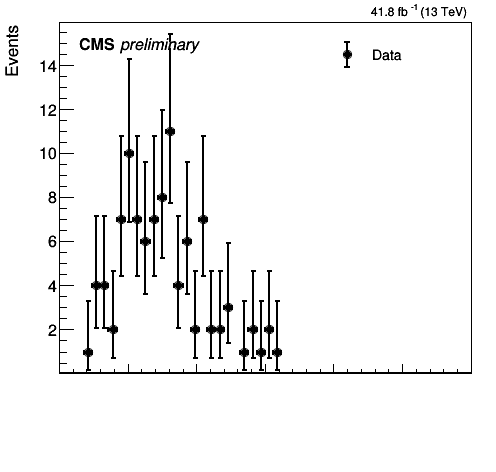 41.8 fb⁻¹ (13 TeV)
CMS preliminary
Data
Events
14
12
10
8
6
4
2